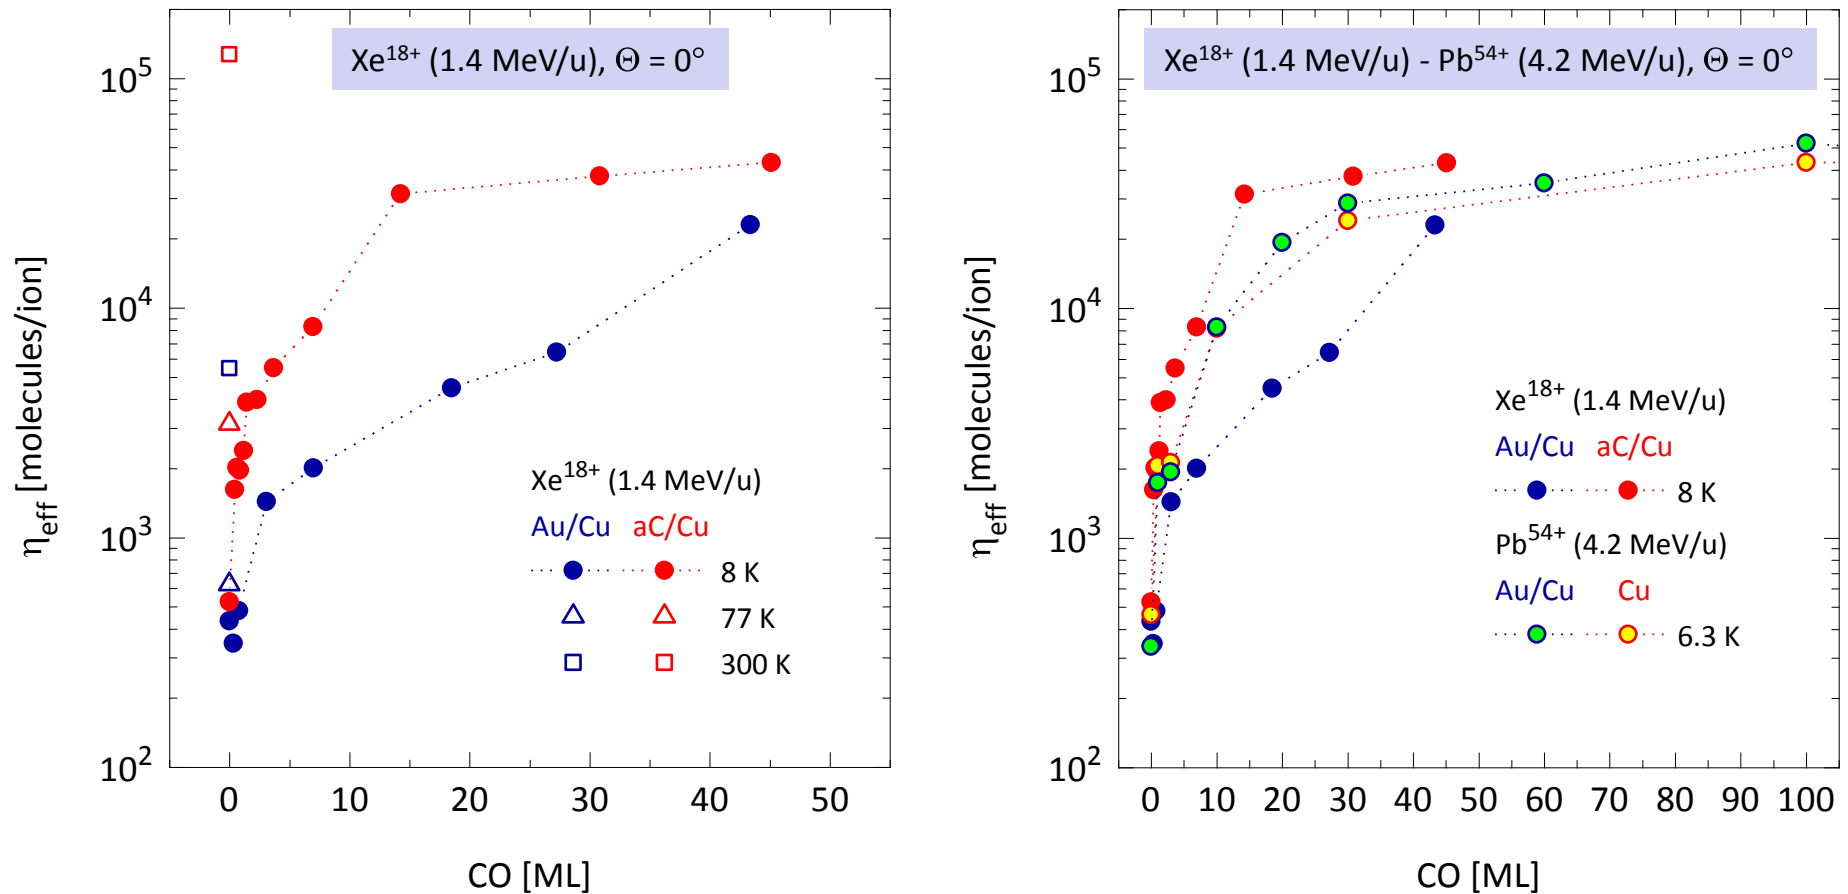 Xe18+ (1.4 MeV/u), Θ = 0°
10^5
10^4
10^3
10^2
ηeff [molecules/ion]
Xe18+ (1.4 MeV/u)
Au/Cu aC/Cu
8 K
77 K
300 K
0 10 20 30 40 50
CO [ML]
Xe18+ (1.4 MeV/u) - Pb54+ (4.2 MeV/u), Θ = 0°
10^5
10^4
10^3
10^2
ηeff [molecules/ion]
Xe18+ (1.4 MeV/u)
Au/Cu aC/Cu
8 K
Pb54+ (4.2 MeV/u)
Au/Cu Cu
6.3 K
0 10 20 30 40 50 60 70 80 90 100
CO [ML]